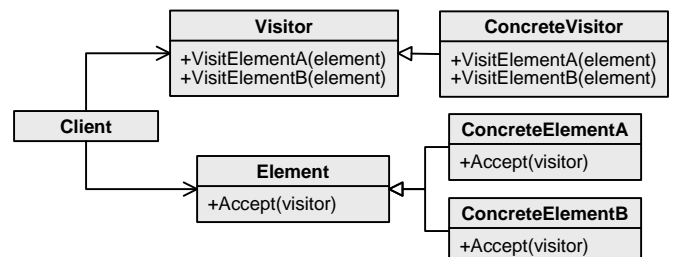 Visitor
+VisitElementA(element)
+VisitElementB(element)
ConcreteVisitor
+VisitElementA(element)
+VisitElementB(element)
Client
Element
+Accept(visitor)
ConcreteElementA
+Accept(visitor)
ConcreteElementB
+Accept(visitor)